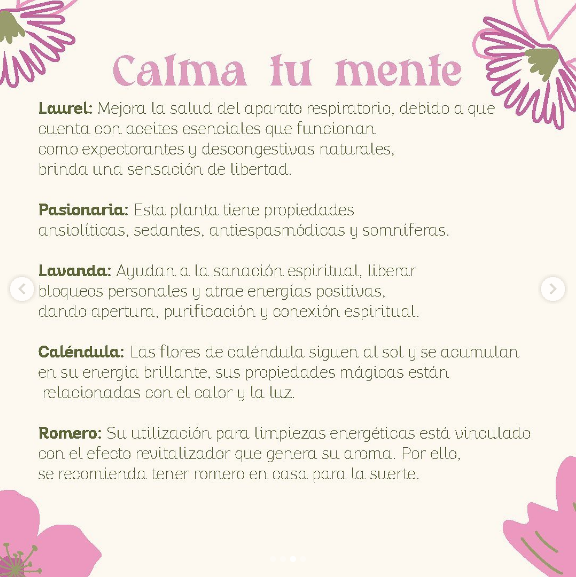 Calma tu mente
Laurel: Mejora la salud del aparato respiratorio, debido a que
cuenta con aceites esenciales que funcionan
como expectorantes y descongestivas naturales,
brinda una sensación de libertad.
Pasionaria: Esta planta tiene propiedades
ansiolíticas, sedantes, antiespasmódicas y somníferas.
Lavanda: Ayudan a la sanación espiritual, liberar
bloqueos personales y atrae energías positivas,
dando apertura, purificación y conexión espiritual.
Caléndula: Las flores de caléndula siguen al sol y se acumulan
en su energía brillante, sus propiedades mágicas están
relacionadas con el calor y la luz.
Romero: Su utilización para limpiezas energéticas está vinculado
con el efecto revitalizador que genera su aroma. Por ello,
se recomienda tener romero en casa para la suerte.